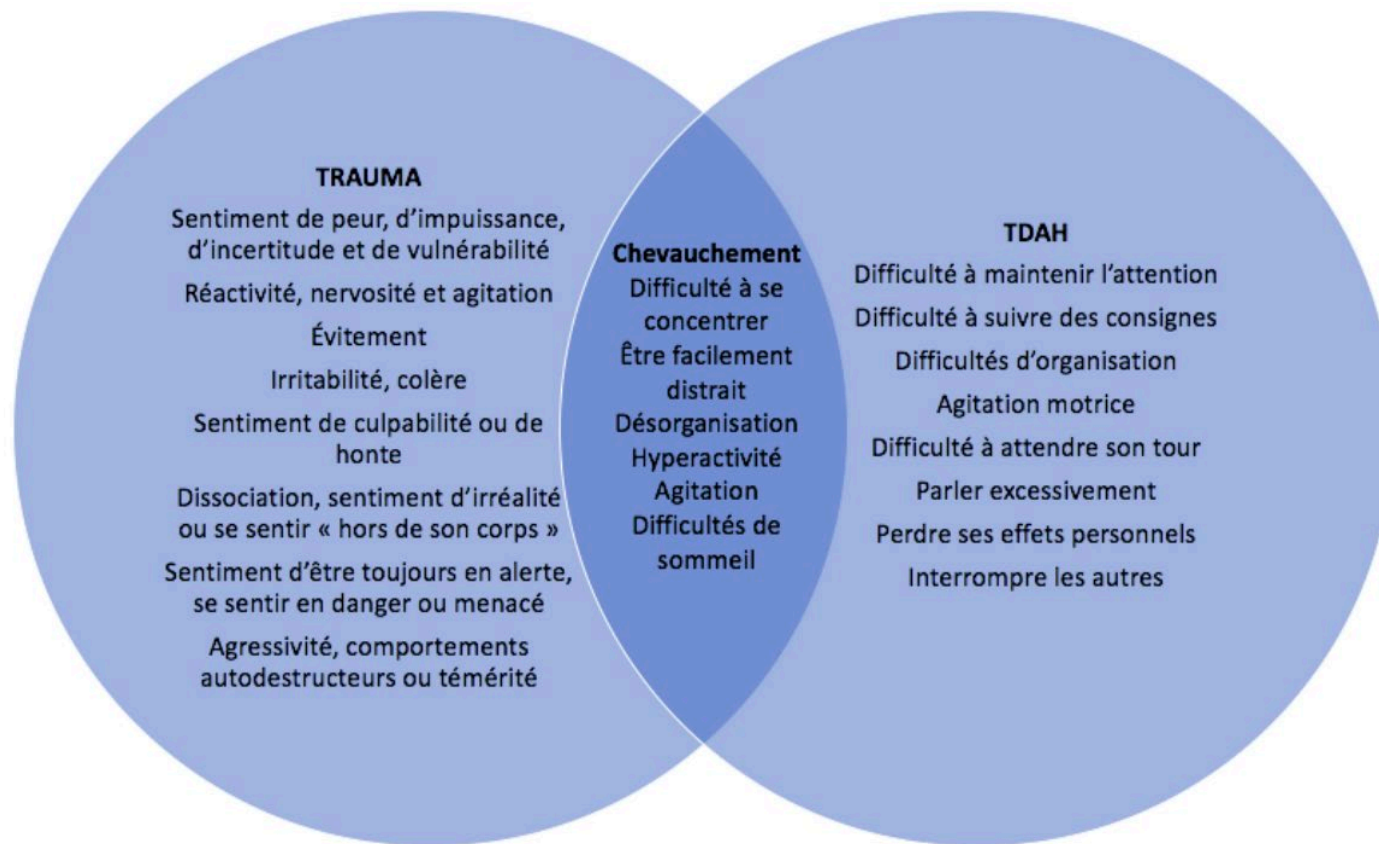 TRAUMA
Sentiment de peur, d’impuissance,
d’incertitude et de vulnérabilité
Réactivité, nervosité et agitation
Évitement
Irritabilité, colère
Sentiment de culpabilité ou de
honte
Dissociation, sentiment d’irréalité
ou se sentir « hors de son corps »
Sentiment d’être toujours en alerte,
se sentir en danger ou menacé
Agressivité, comportements
autodestructeurs ou témérité
Chevauchement
Difficulté à se
concentrer
Être facilement
distrait
Désorganisation
Hyperactivité
Agitation
Difficultés de
sommeil
TDAH
Difficulté à maintenir l’attention
Difficulté à suivre des consignes
Difficultés d’organisation
Agitation motrice
Difficulté à attendre son tour
Parler excessivement
Perdre ses effets personnels
Interrompre les autres